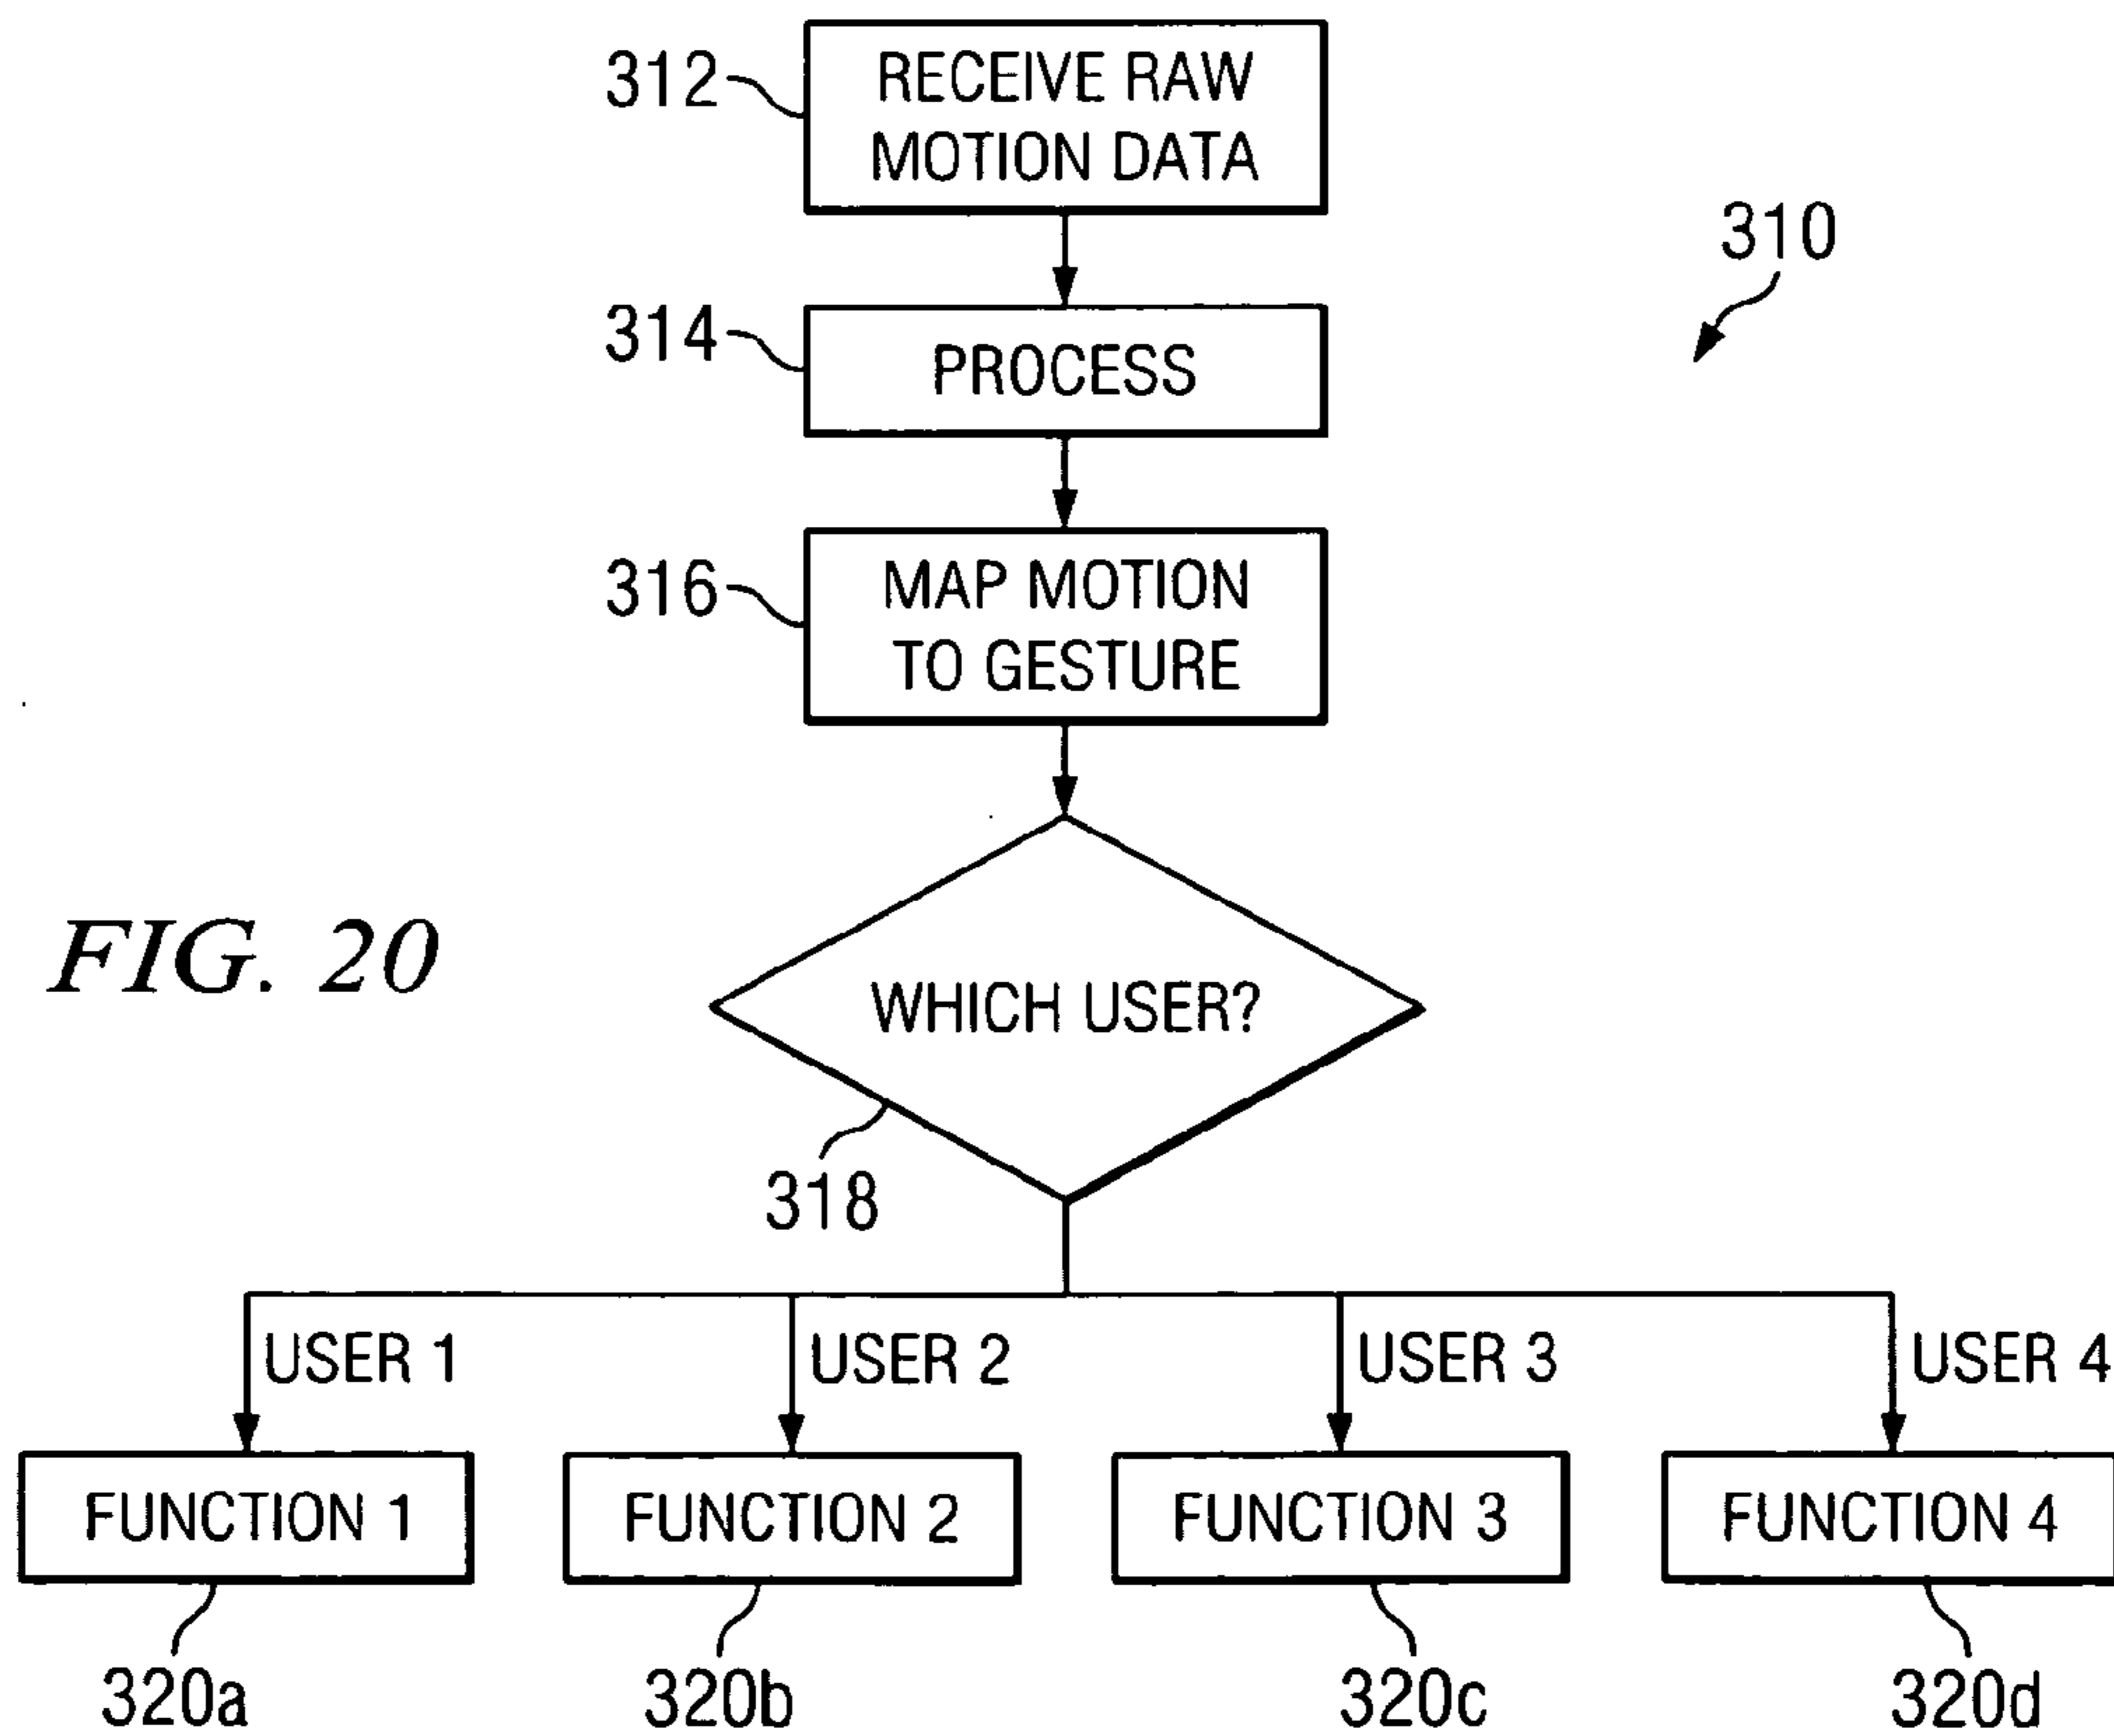 312
RECEIVE RAW
MOTION DATA
310
314
PROCESS
316
MAP MOTION
TO GESTURE
FIG. 20
WHICH USER?
318
USER 1
USER 2
USER 3
USER 4
FUNCTION 1
FUNCTION 2
FUNCTION 3
FUNCTION 4
320a
320b
320c
320d